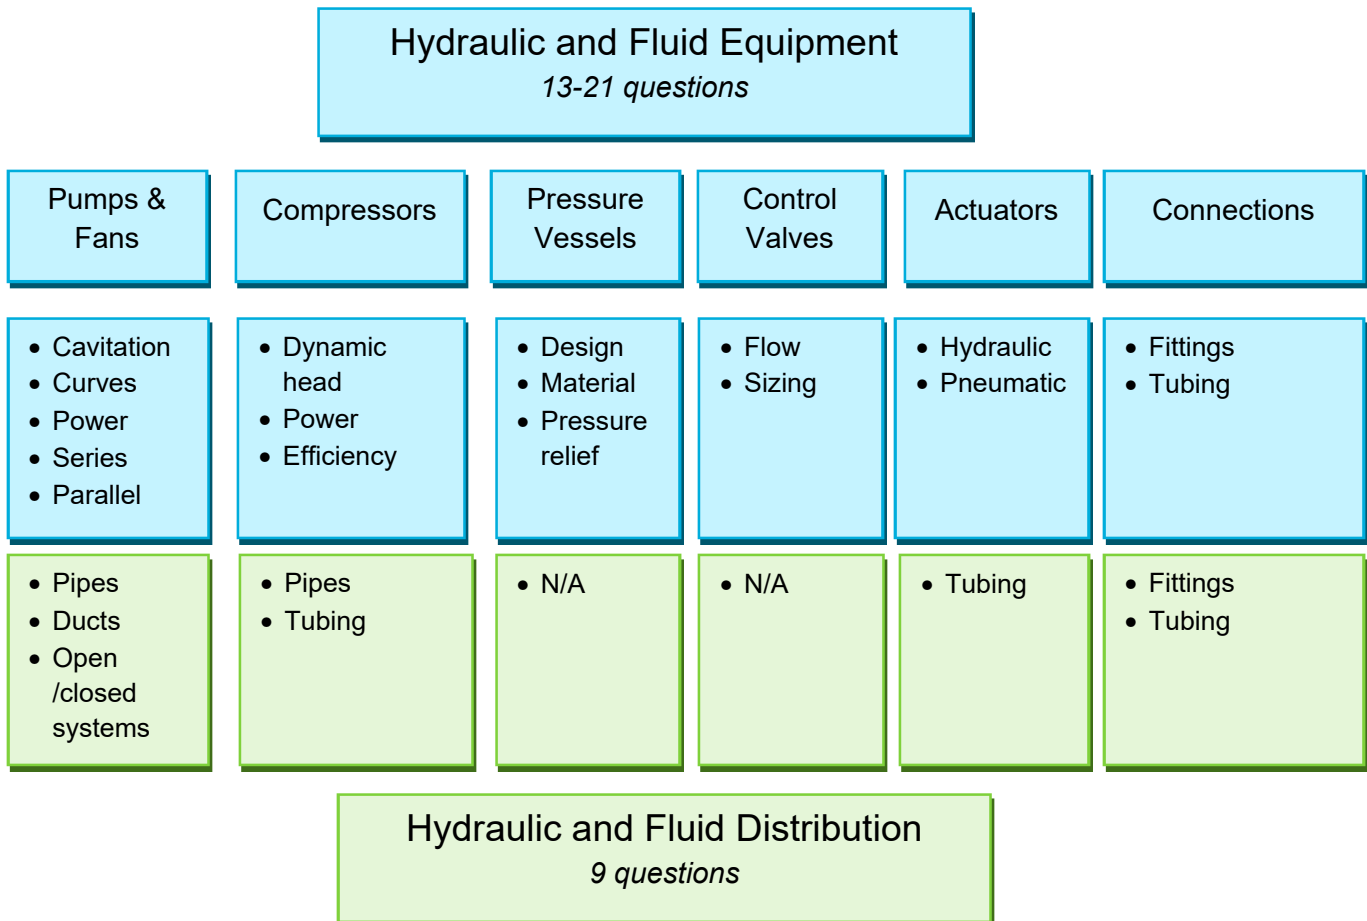 Hydraulic and Fluid Equipment
13-21 questions
Pumps &
Fans
Compressors
Pressure
Vessels
Control
Valves
Actuators
Connections
• Cavitation
• Curves
• Power
• Series
• Parallel
• Dynamic
head
• Power
• Efficiency
• Design
• Material
• Pressure
relief
• Flow
• Sizing
• Hydraulic
• Pneumatic
• Fittings
• Tubing
• Pipes
• Ducts
• Open
/closed
systems
• Pipes
• Tubing
• N/A
• N/A
• Tubing
• Fittings
• Tubing
Hydraulic and Fluid Distribution
9 questions